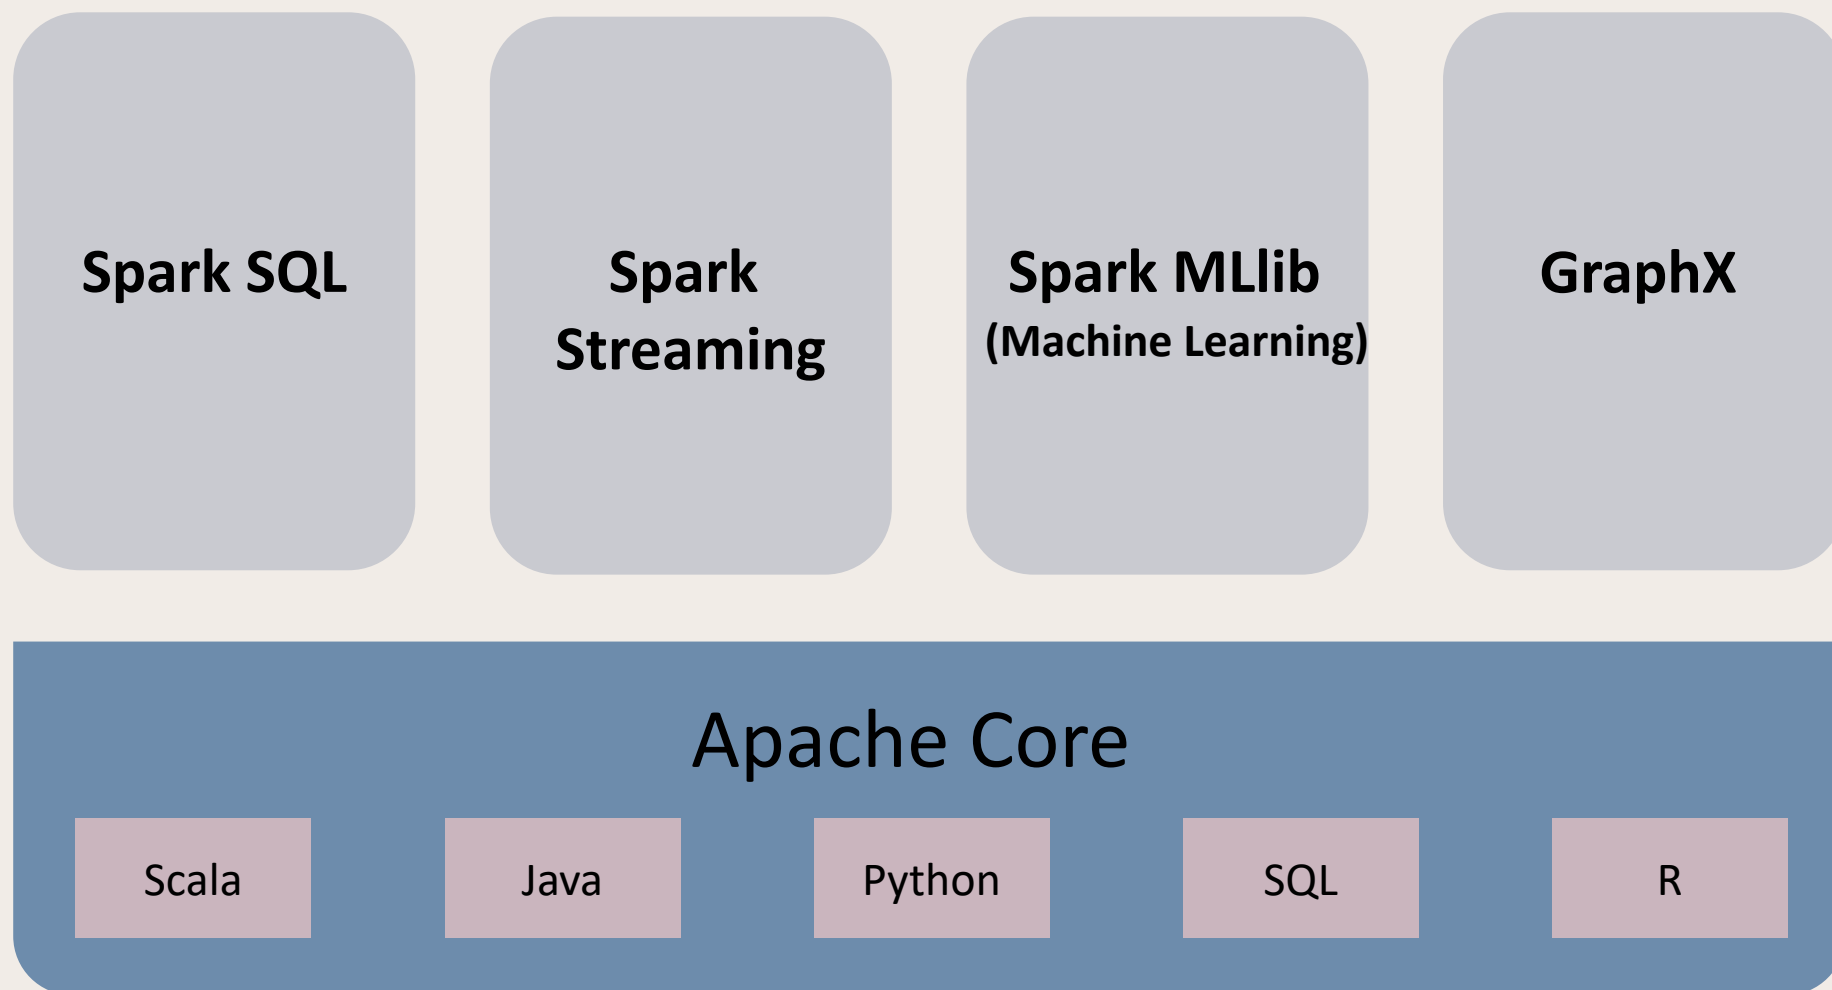 Spark SQL
Spark
Streaming
Spark MLlib
(Machine Learning)
GraphX
Apache Core
Scala
Java
Python
SQL
R